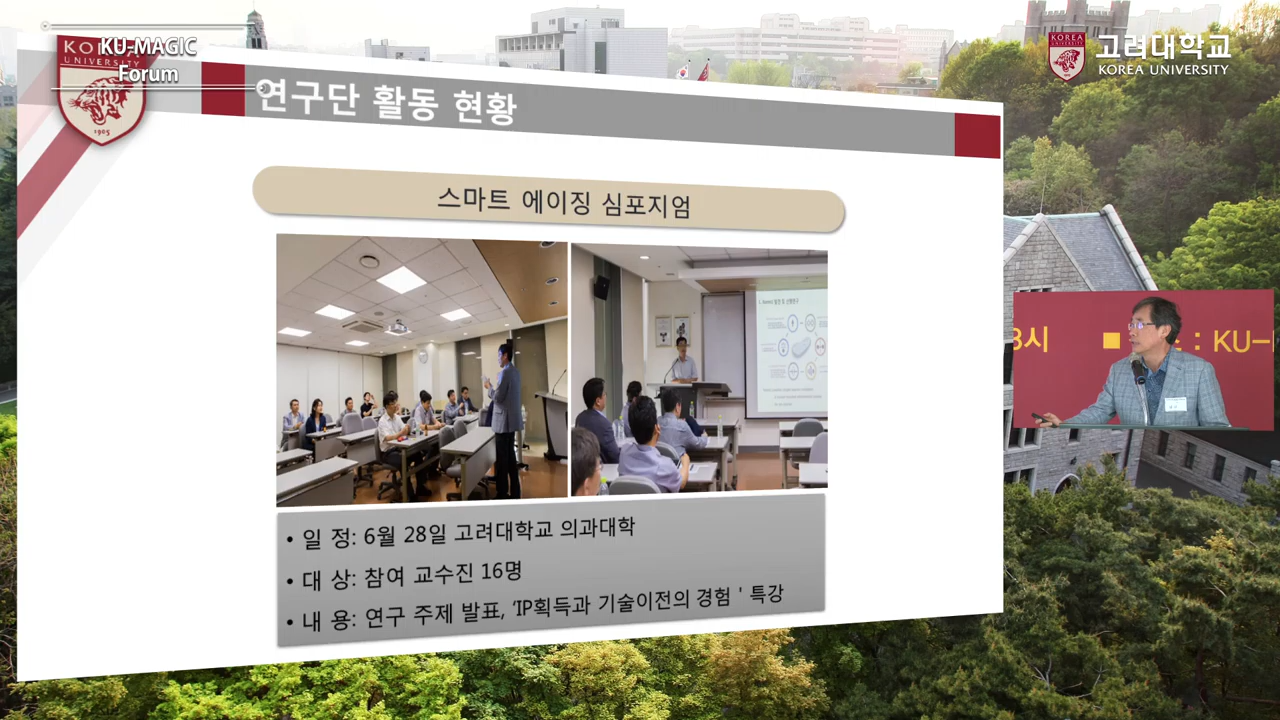 KU-MAGIC
Forum
KOREA
UNIVERSITY
1905
연구단 활동 현황
KOREA
UNIVERSITY
고려대학교
KOREA UNIVERSITY
스마트 에이징 심포지엄
8시
■
: KU-
• 일 정: 6월 28일 고려대학교 의과대학
• 대 상: 참여 교수진 16명
• 내 용: 연구 주제 발표, ‘IP획득과 기술이전의 경험 ' 특강